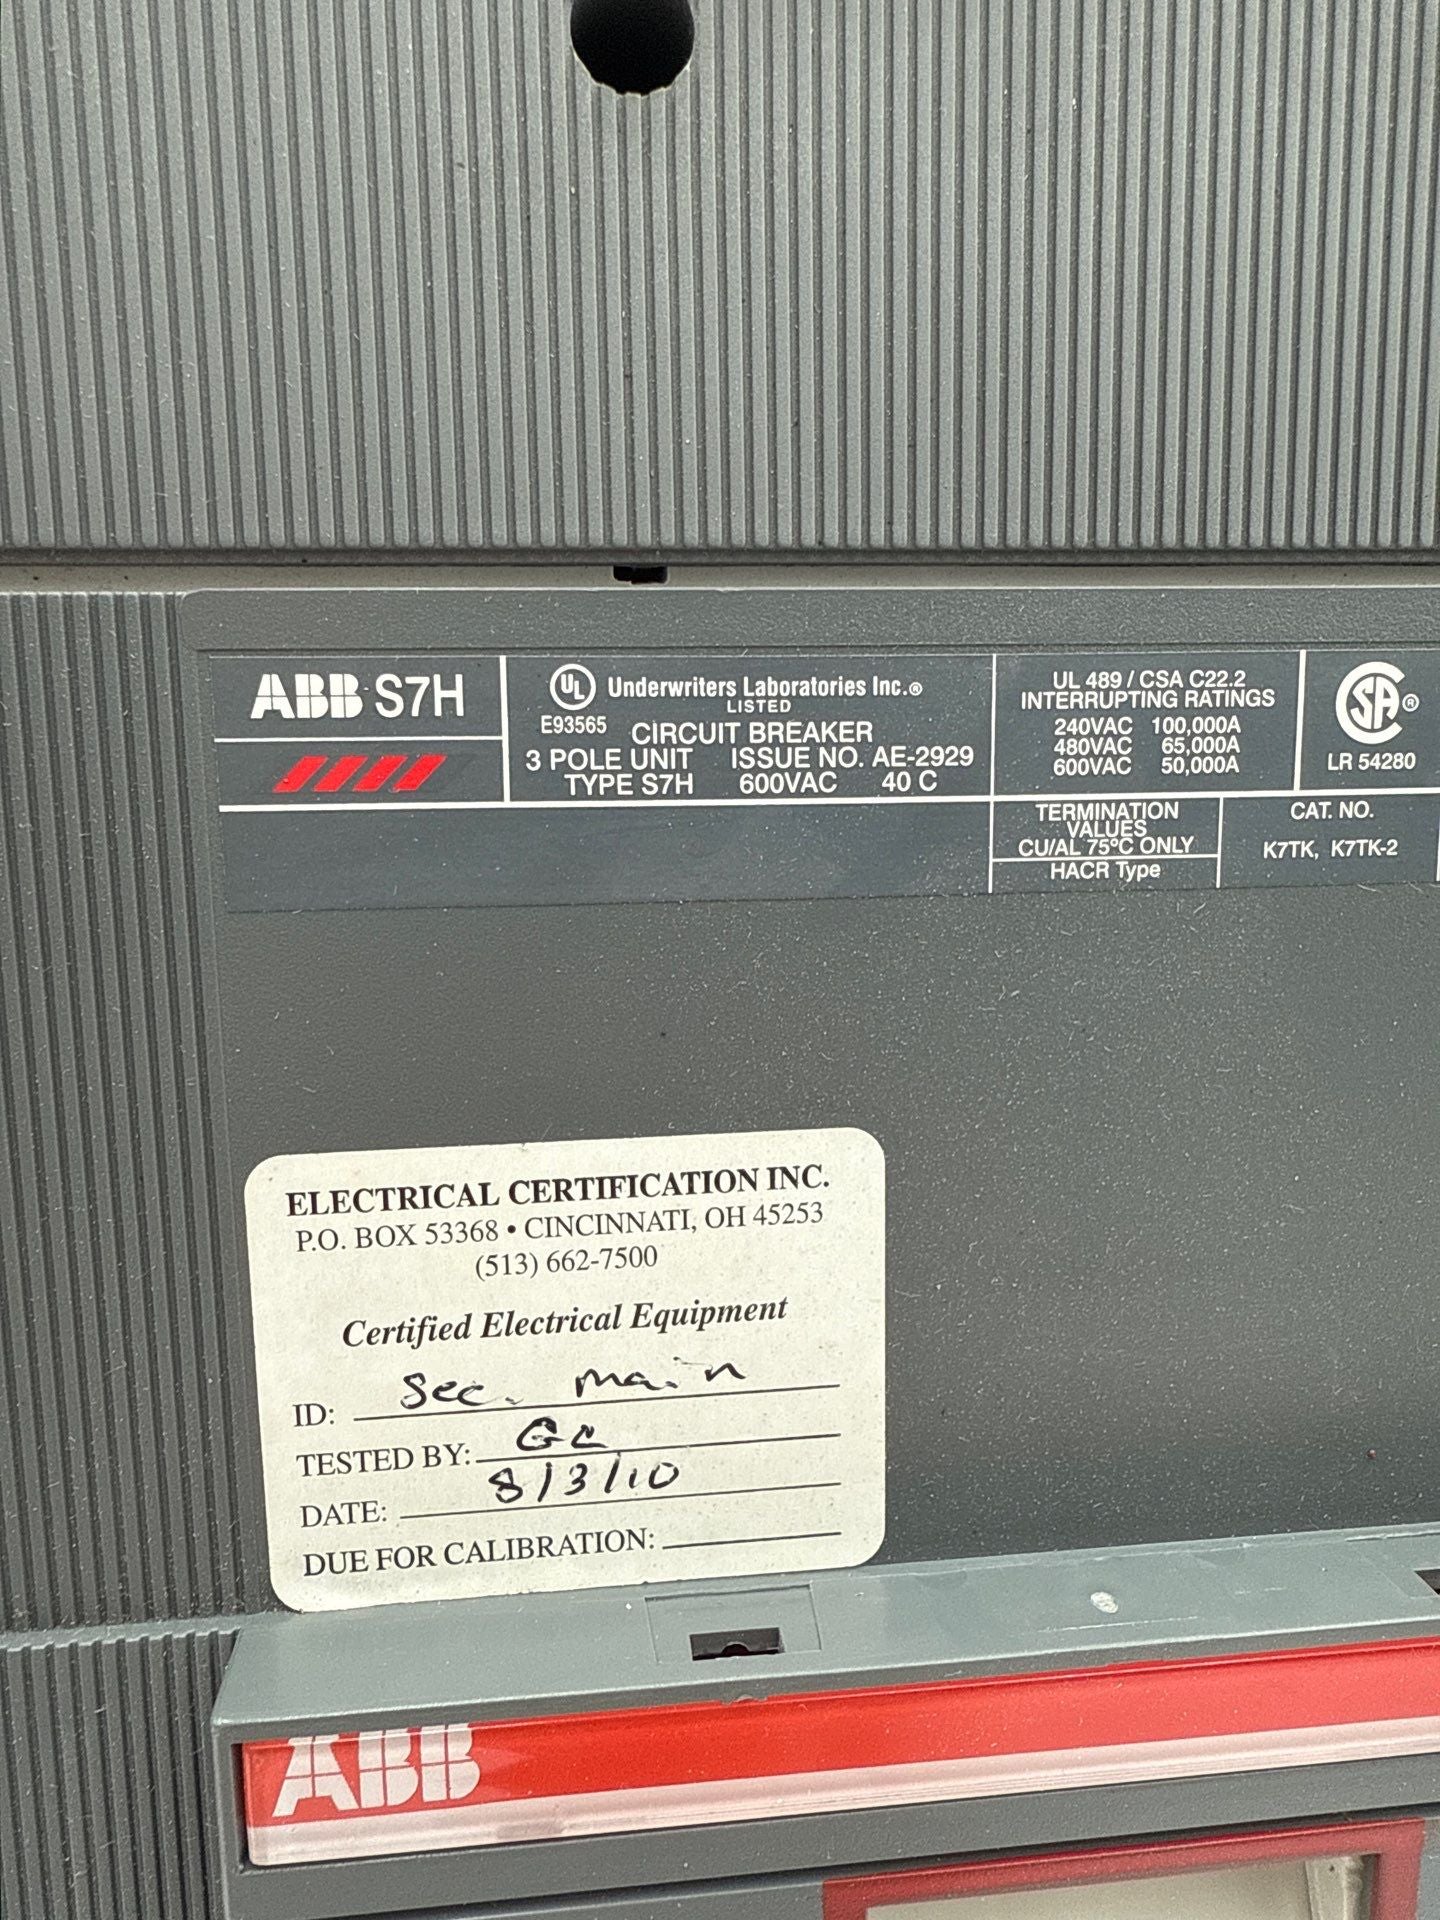 ABB S7H
UL Underwriters Laboratories Inc.®
LISTED
E93565 CIRCUIT BREAKER
3 POLE UNIT ISSUE NO. AE-2929
TYPE S7H 600VAC 40 C
UL 489 / CSA C22.2
INTERRUPTING RATINGS
240VAC 100,000A
480VAC 65,000A
600VAC 50,000A
SA®
LR 54280
TERMINATION
VALUES
CU/AL 75°C ONLY
HACR Type
CAT. NO.
K7TK, K7TK-2
ELECTRICAL CERTIFICATION INC.
P.O. BOX 53368 • CINCINNATI, OH 45253
(513) 662-7500
Certified Electrical Equipment
ID: Sec. main
TESTED BY: GC
DATE: 8/3/10
DUE FOR CALIBRATION:
ABB